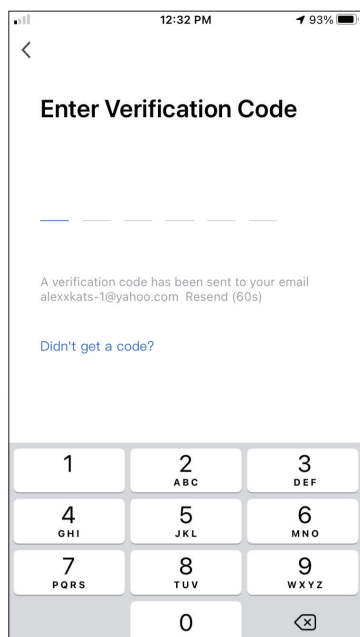 12:32 PM 93%
Enter Verification Code
A verification code has been sent to your email
alexxkats-1@yahoo.com Resend (60s)
Didn't get a code?
1 2 3
ABC DEF
4 5 6
GHI JKL MNO
7 8 9
PQRS TUV WXYZ
0